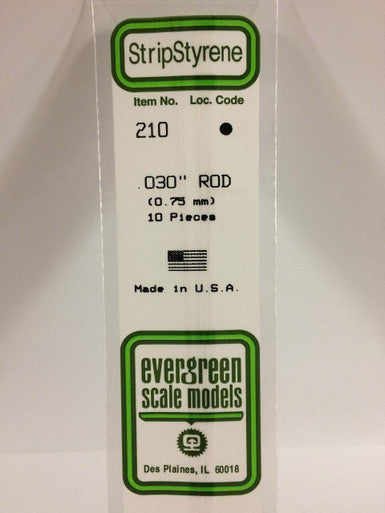 StripStyrene
Item No. Loc. Code
210 ●
.030" ROD
(0.75 mm)
10 Pieces
Made in U.S.A.
evergreen
scale models
Des Plaines, IL 60018